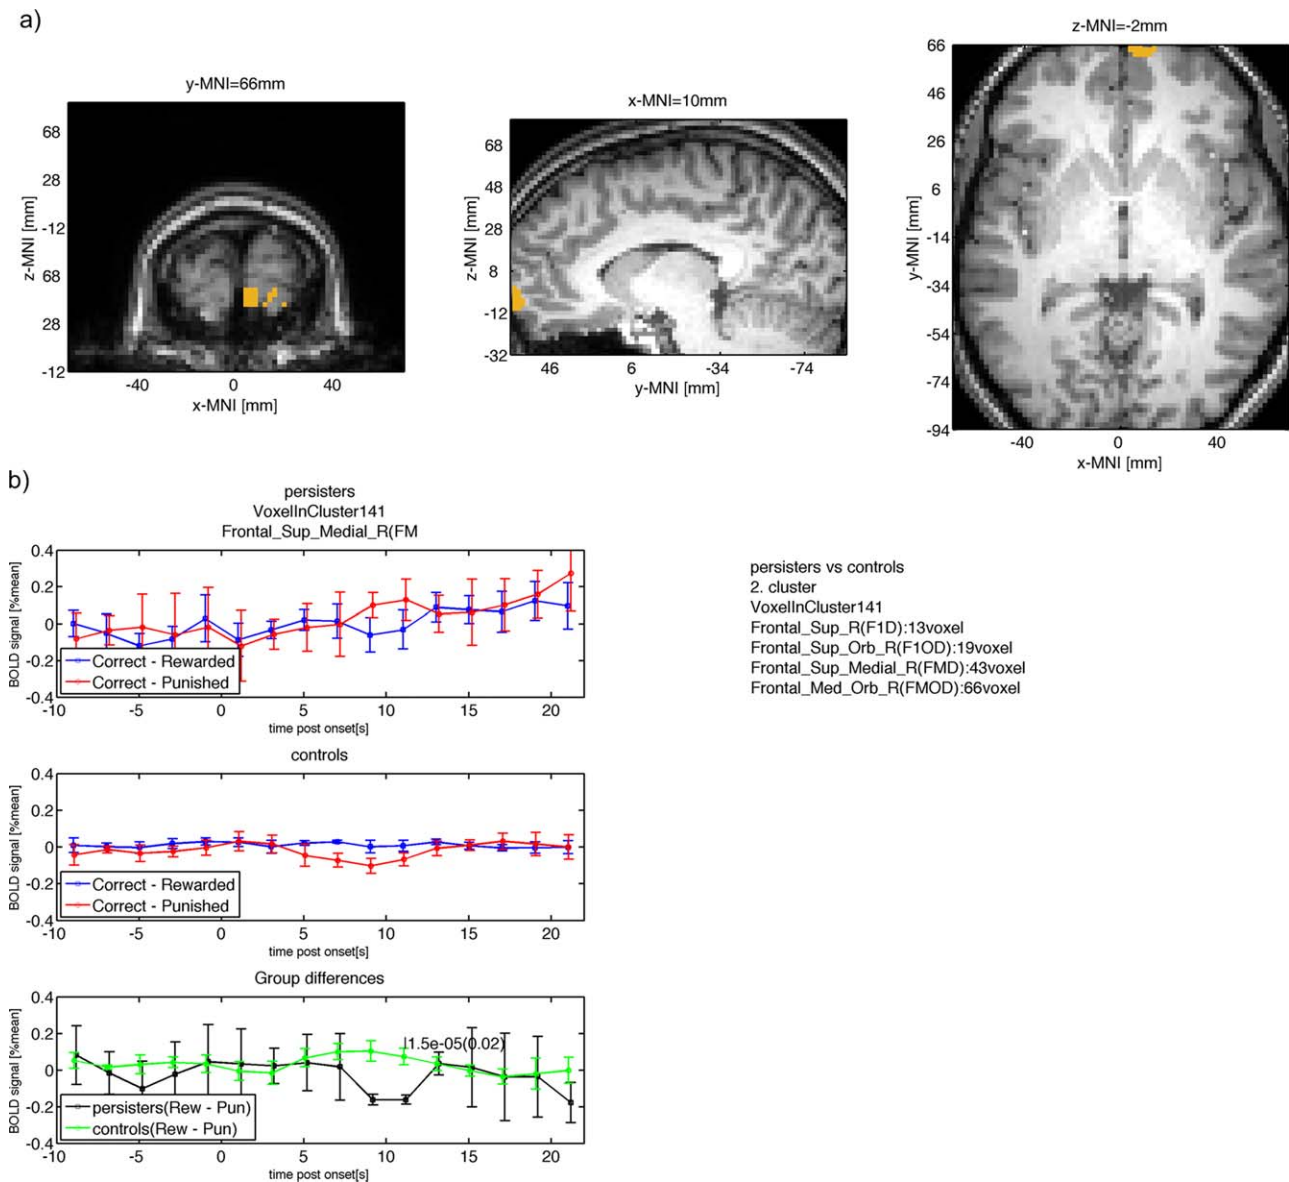 a)
y-MNI=66mm
z-MNI [mm]
68
28
-12
68
28
-12
-40
0
40
x-MNI [mm]
x-MNI=10mm
z-MNI [mm]
68
48
28
8
-12
-32
46
6
-34
-74
y-MNI [mm]
z-MNI=-2mm
y-MNI [mm]
66
46
26
6
-14
-34
-54
-74
-94
-40
0
40
x-MNI [mm]
b)
persisters
VoxelInCluster141
Frontal_Sup_Medial_R(FM
BOLD signal [%mean]
0.4
0.2
0
-0.2
-0.4
Correct - Rewarded
Correct - Punished
-10
-5
0
5
10
15
20
time post onset[s]
controls
BOLD signal [%mean]
0.4
0.2
0
-0.2
-0.4
Correct - Rewarded
Correct - Punished
-10
-5
0
5
10
15
20
time post onset[s]
Group differences
BOLD signal [%mean]
0.4
0.2
0
-0.2
-0.4
1.5e-05(0.02)
persisters(Rew - Pun)
controls(Rew - Pun)
-10
-5
0
5
10
15
20
time post onset[s]
persisters vs controls
2. cluster
VoxelInCluster141
Frontal_Sup_R(F1D):13voxel
Frontal_Sup_Orb_R(F1OD):19voxel
Frontal_Sup_Medial_R(FMD):43voxel
Frontal_Med_Orb_R(FMOD):66voxel